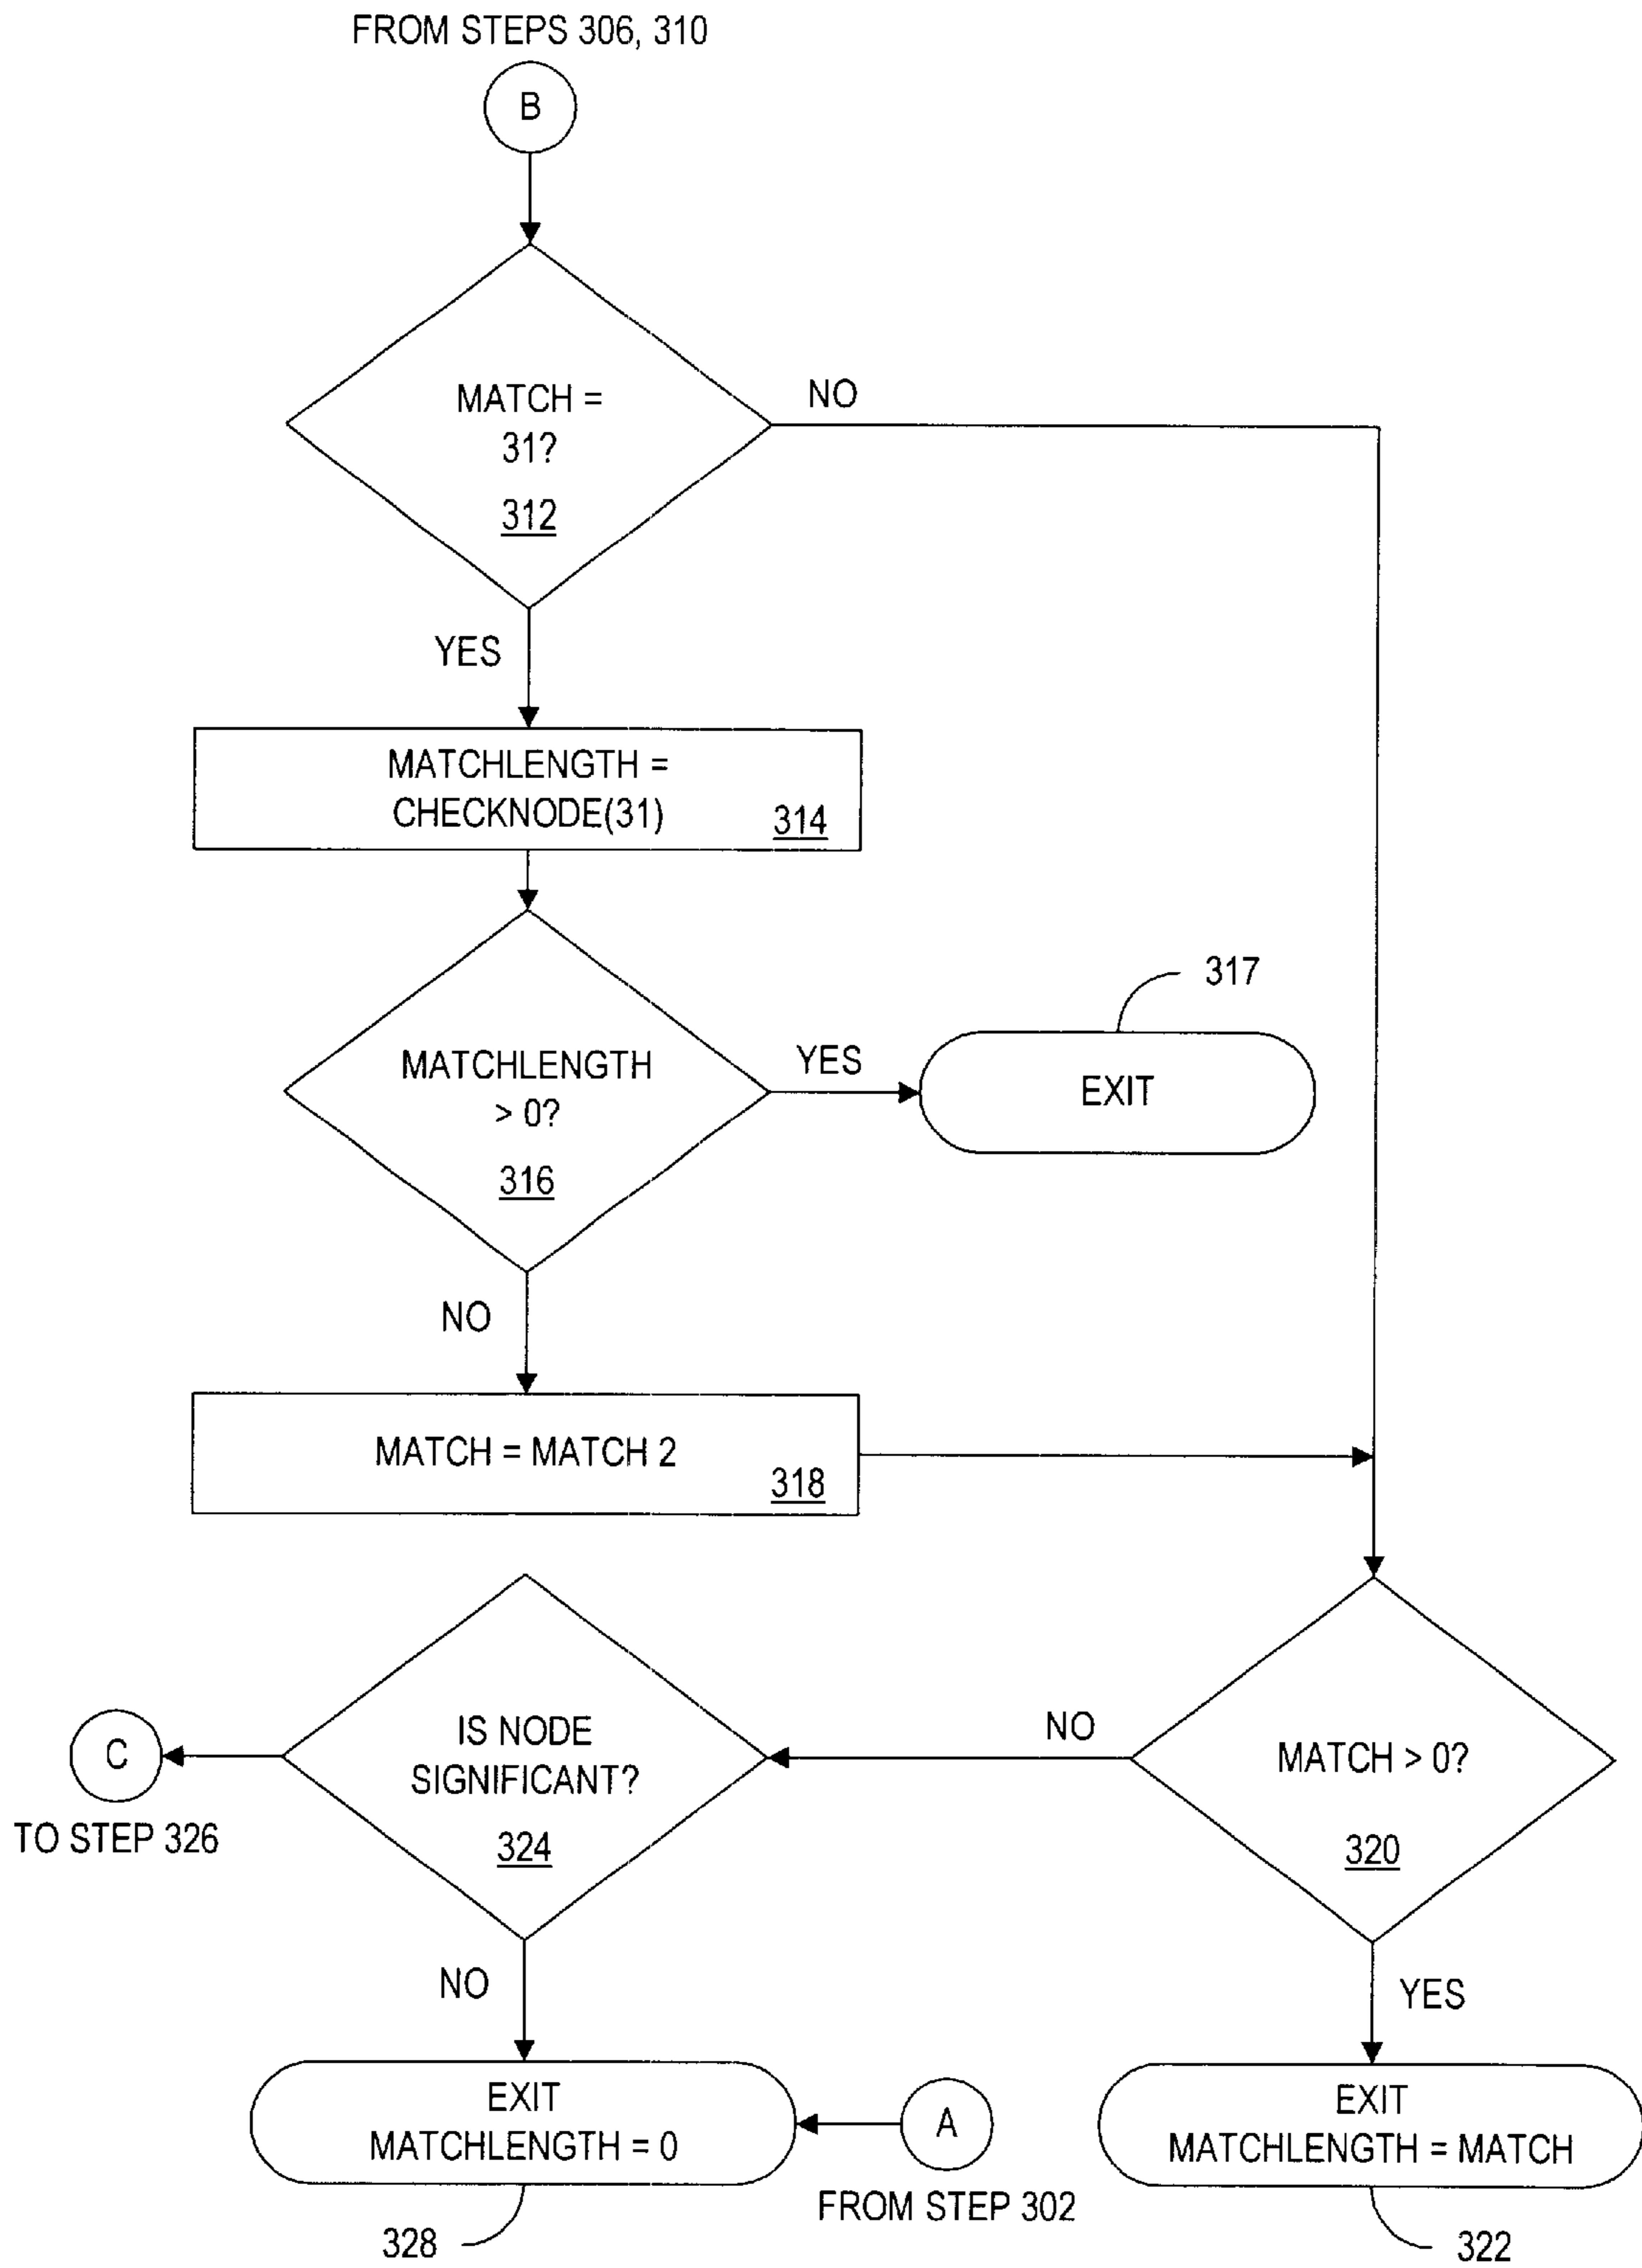 FROM STEPS 306, 310
B
MATCH =
31?
312
NO
YES
MATCHLENGTH =
CHECKNODE(31)
314
317
MATCHLENGTH
> 0?
316
YES
EXIT
NO
MATCH = MATCH 2
318
C
TO STEP 326
IS NODE
SIGNIFICANT?
324
NO
MATCH > 0?
320
NO
YES
EXIT
MATCHLENGTH = 0
328
A
FROM STEP 302
EXIT
MATCHLENGTH = MATCH
322